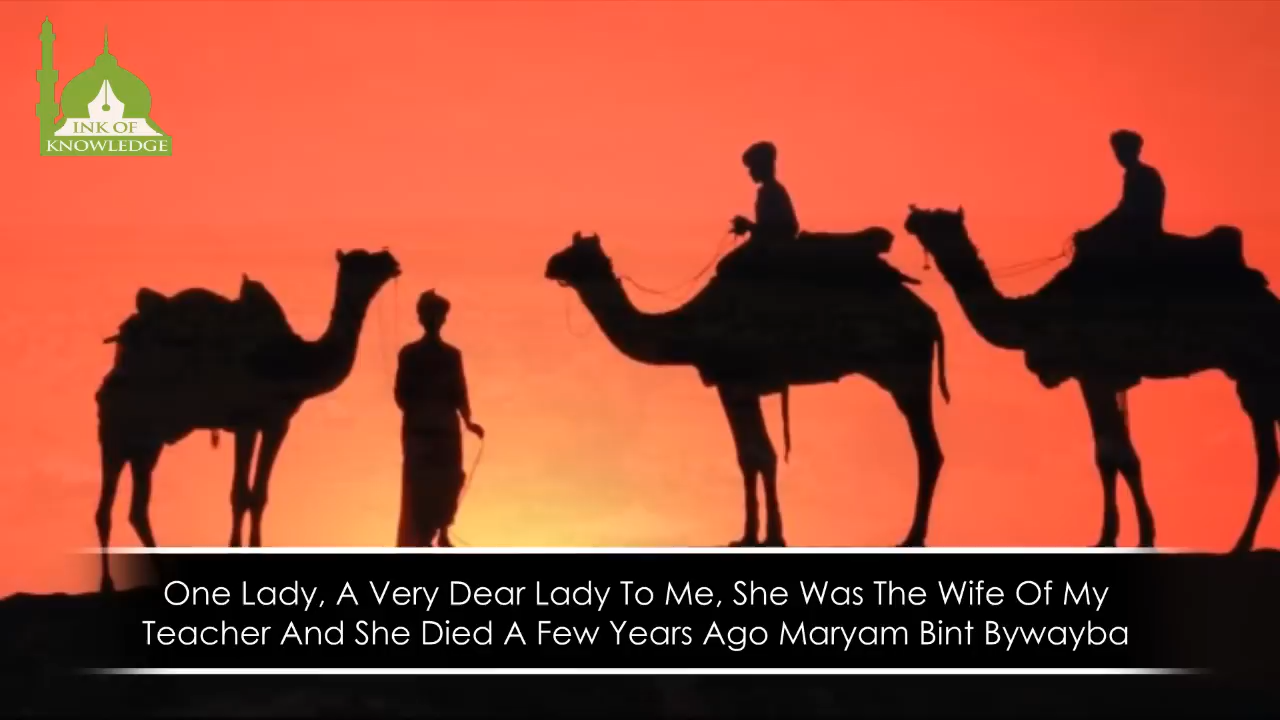 INK OF
KNOWLEDGE
One Lady, A Very Dear Lady To Me, She Was The Wife Of My
Teacher And She Died A Few Years Ago Maryam Bint Bywayba